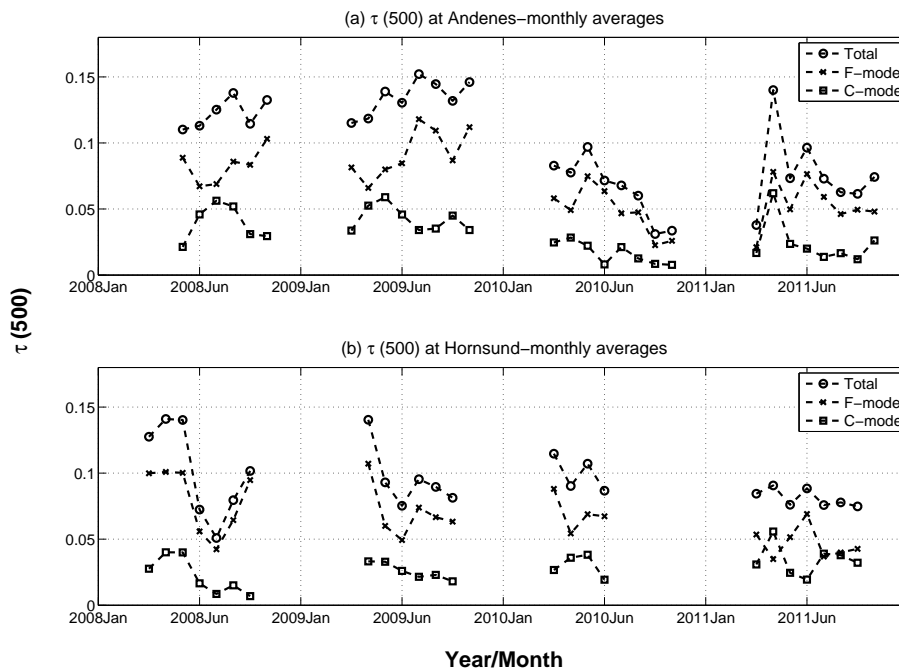 (a) τ (500) at Andenes−monthly averages
Total
F−mode
C−mode
0.15
0.1
0.05
0
2008Jan 2008Jun 2009Jan 2009Jun 2010Jan 2010Jun 2011Jan 2011Jun
τ (500)
(b) τ (500) at Hornsund−monthly averages
Total
F−mode
C−mode
0.15
0.1
0.05
0
2008Jan 2008Jun 2009Jan 2009Jun 2010Jan 2010Jun 2011Jan 2011Jun
Year/Month